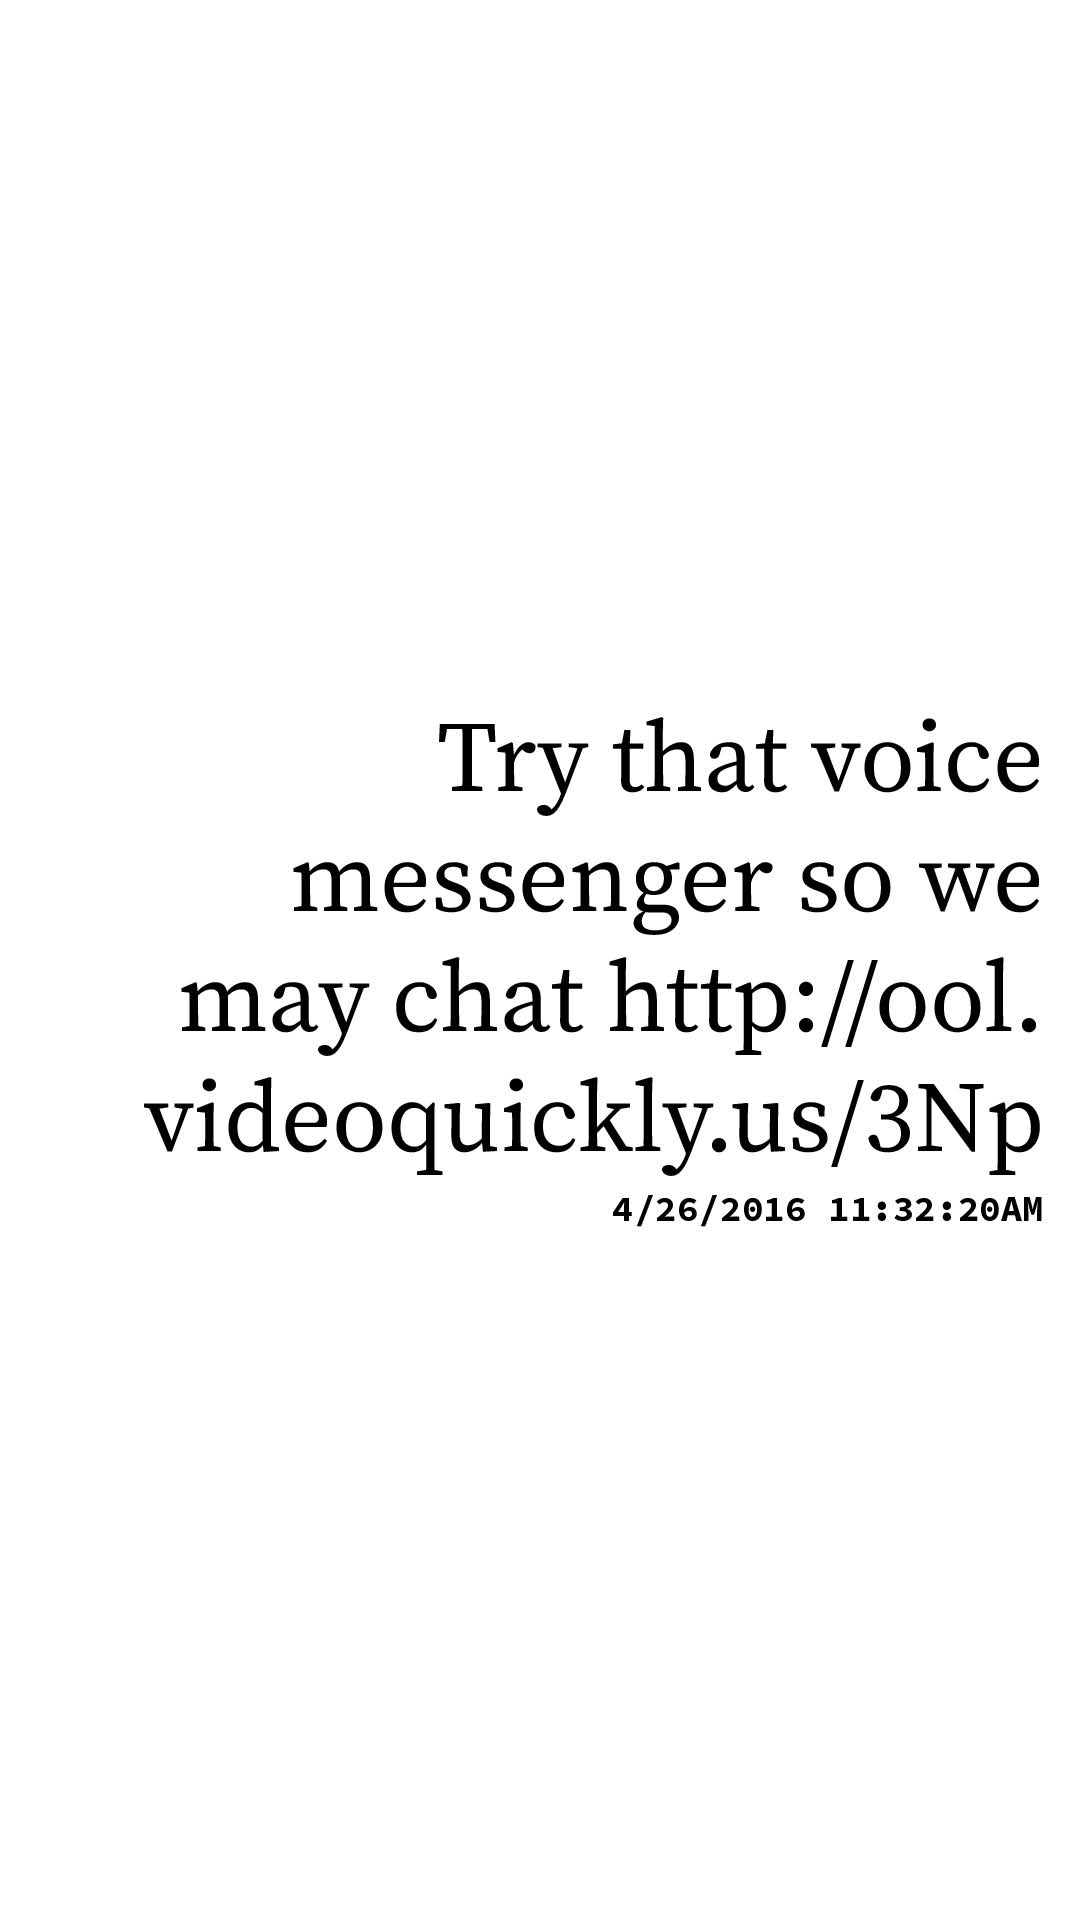 Try that voice
messenger so we
may chat http://ool.
videoquickly.us/3Np
4/26/2016 11:32:20AM